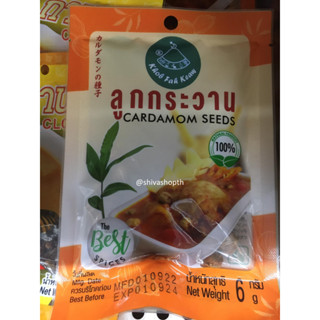 Khod Fah Krang
カルダモンの種子
ลูกกระวาน
CARDAMOM SEEDS
100%
@shivashopth
The
Best
SPICES
วันผลิต
Mfg. Date
ควรบริโภคก่อน
Best Before
MFD010922
EXP010924
น้ำหนักสุทธิ 6 กรัม
Net Weight g